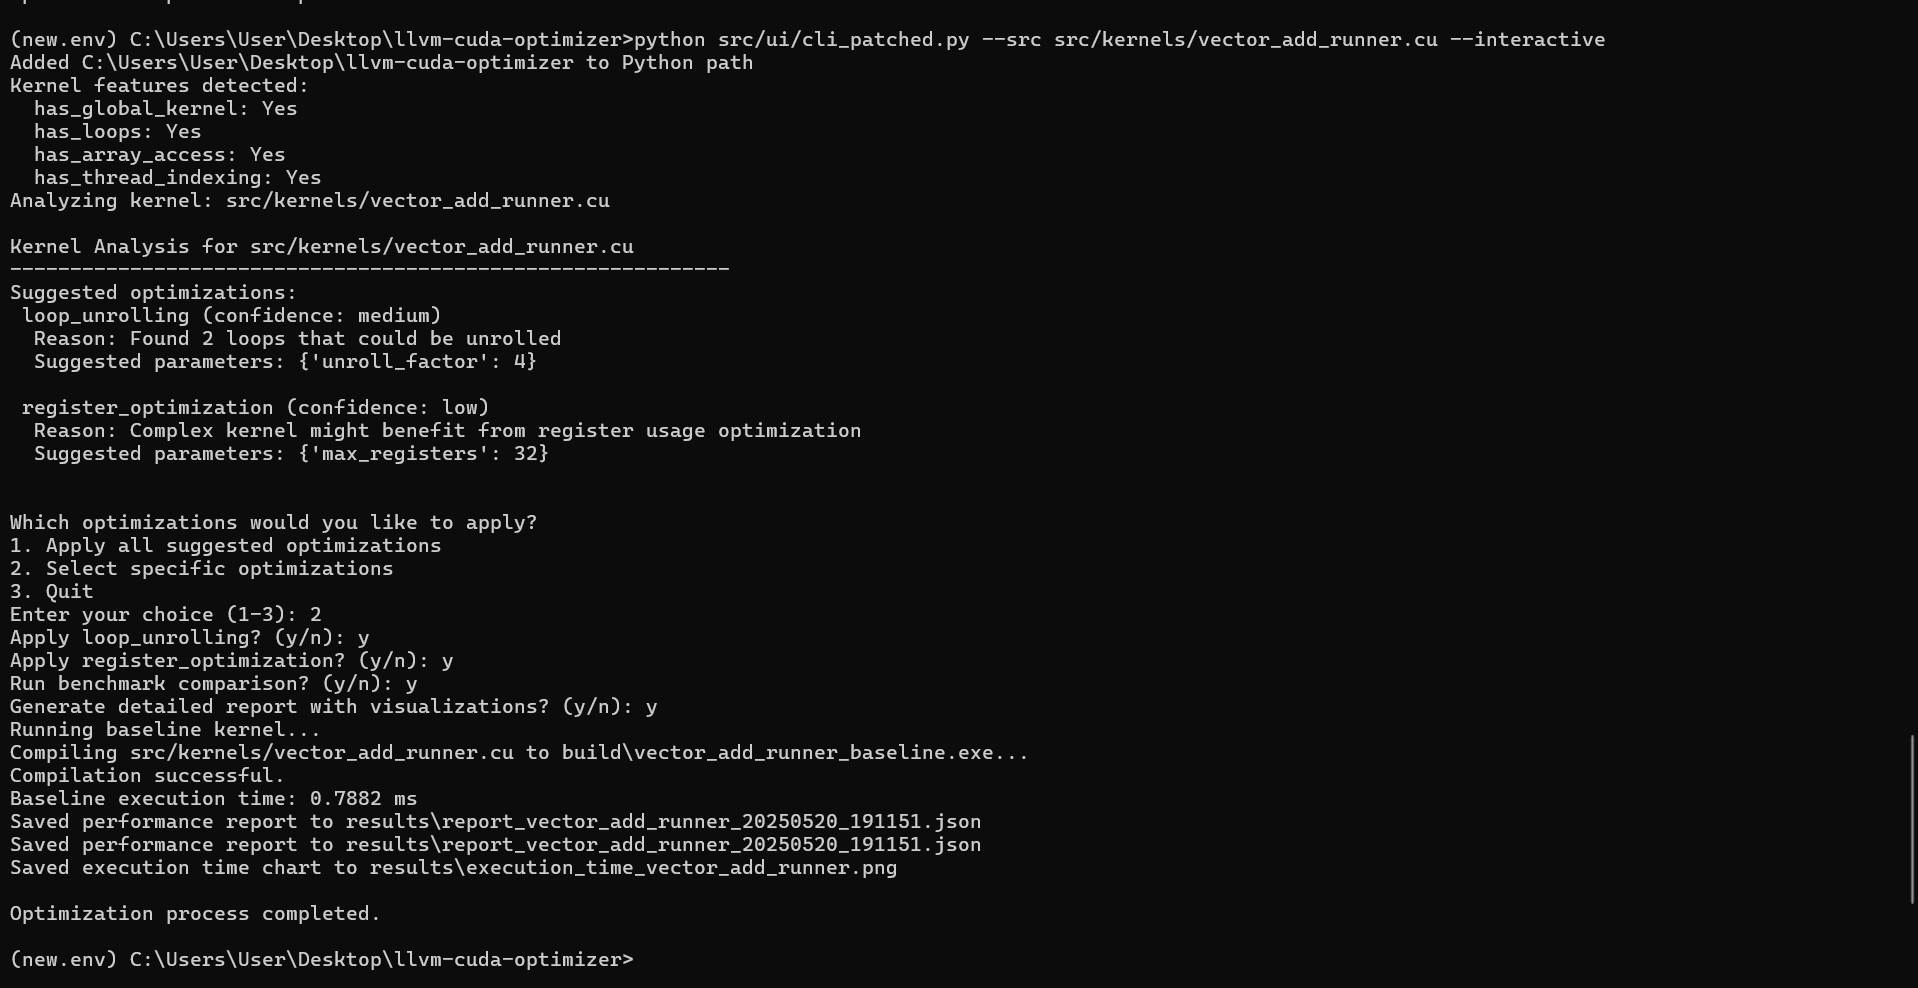 (new.env) C:\Users\User\Desktop\llvm-cuda-optimizer>python src/ui/cli_patched.py --src src/kernels/vector_add_runner.cu --interactive
Added C:\Users\User\Desktop\llvm-cuda-optimizer to Python path
Kernel features detected:
  has_global_kernel: Yes
  has_loops: Yes
  has_array_access: Yes
  has_thread_indexing: Yes
Analyzing kernel: src/kernels/vector_add_runner.cu

Kernel Analysis for src/kernels/vector_add_runner.cu
------------------------------------------------------------
Suggested optimizations:
 loop_unrolling (confidence: medium)
  Reason: Found 2 loops that could be unrolled
  Suggested parameters: {'unroll_factor': 4}

 register_optimization (confidence: low)
  Reason: Complex kernel might benefit from register usage optimization
  Suggested parameters: {'max_registers': 32}


Which optimizations would you like to apply?
1. Apply all suggested optimizations
2. Select specific optimizations
3. Quit
Enter your choice (1-3): 2
Apply loop_unrolling? (y/n): y
Apply register_optimization? (y/n): y
Run benchmark comparison? (y/n): y
Generate detailed report with visualizations? (y/n): y
Running baseline kernel...
Compiling src/kernels/vector_add_runner.cu to build\vector_add_runner_baseline.exe...
Compilation successful.
Baseline execution time: 0.7882 ms
Saved performance report to results\report_vector_add_runner_20250520_191151.json
Saved performance report to results\report_vector_add_runner_20250520_191151.json
Saved execution time chart to results\execution_time_vector_add_runner.png

Optimization process completed.

(new.env) C:\Users\User\Desktop\llvm-cuda-optimizer>